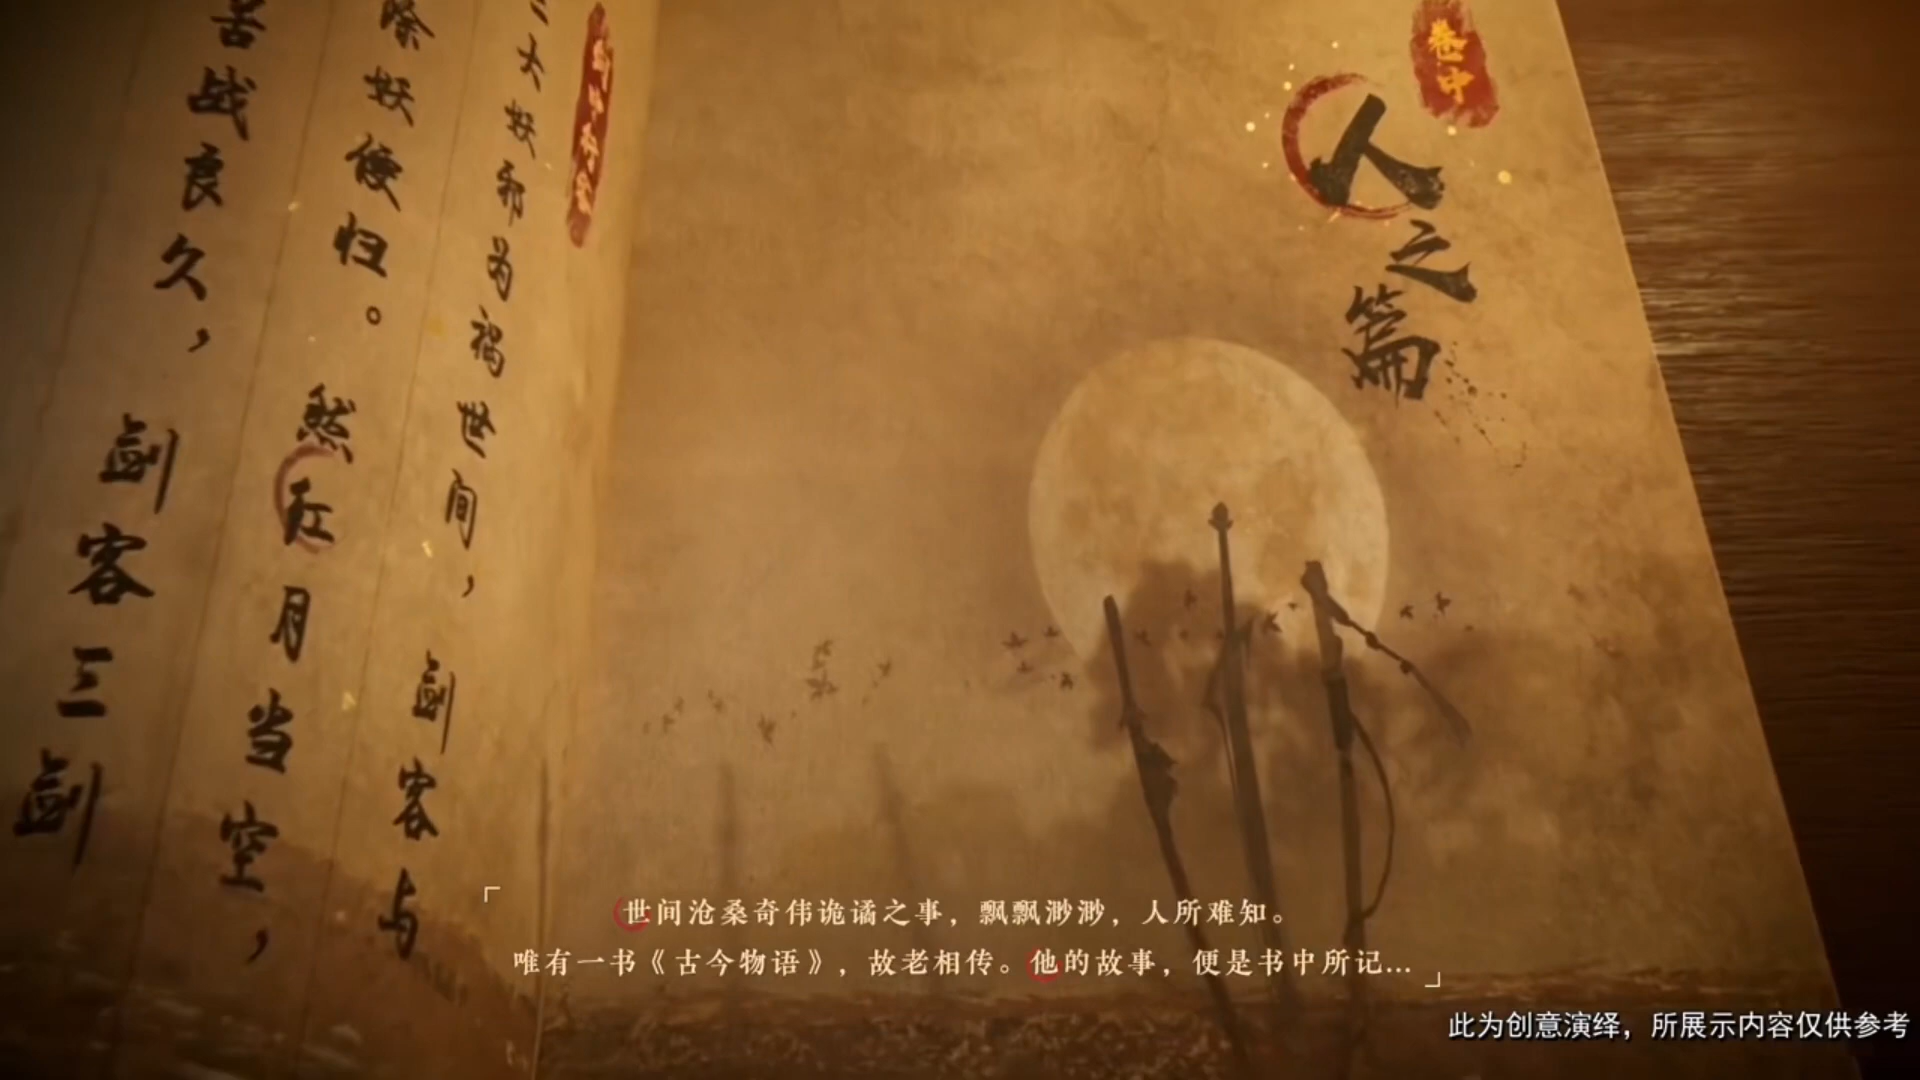 卷中
人之篇
三大妖邪为祸世间，剑客与
除妖便归。然红月当空，
苦战良久，剑客三剑
世间沧桑奇伟诡谲之事，飘飘渺渺，人所难知。
唯有一书《古今物语》，故老相传。他的故事，便是书中所记...
此为创意演绎，所展示内容仅供参考